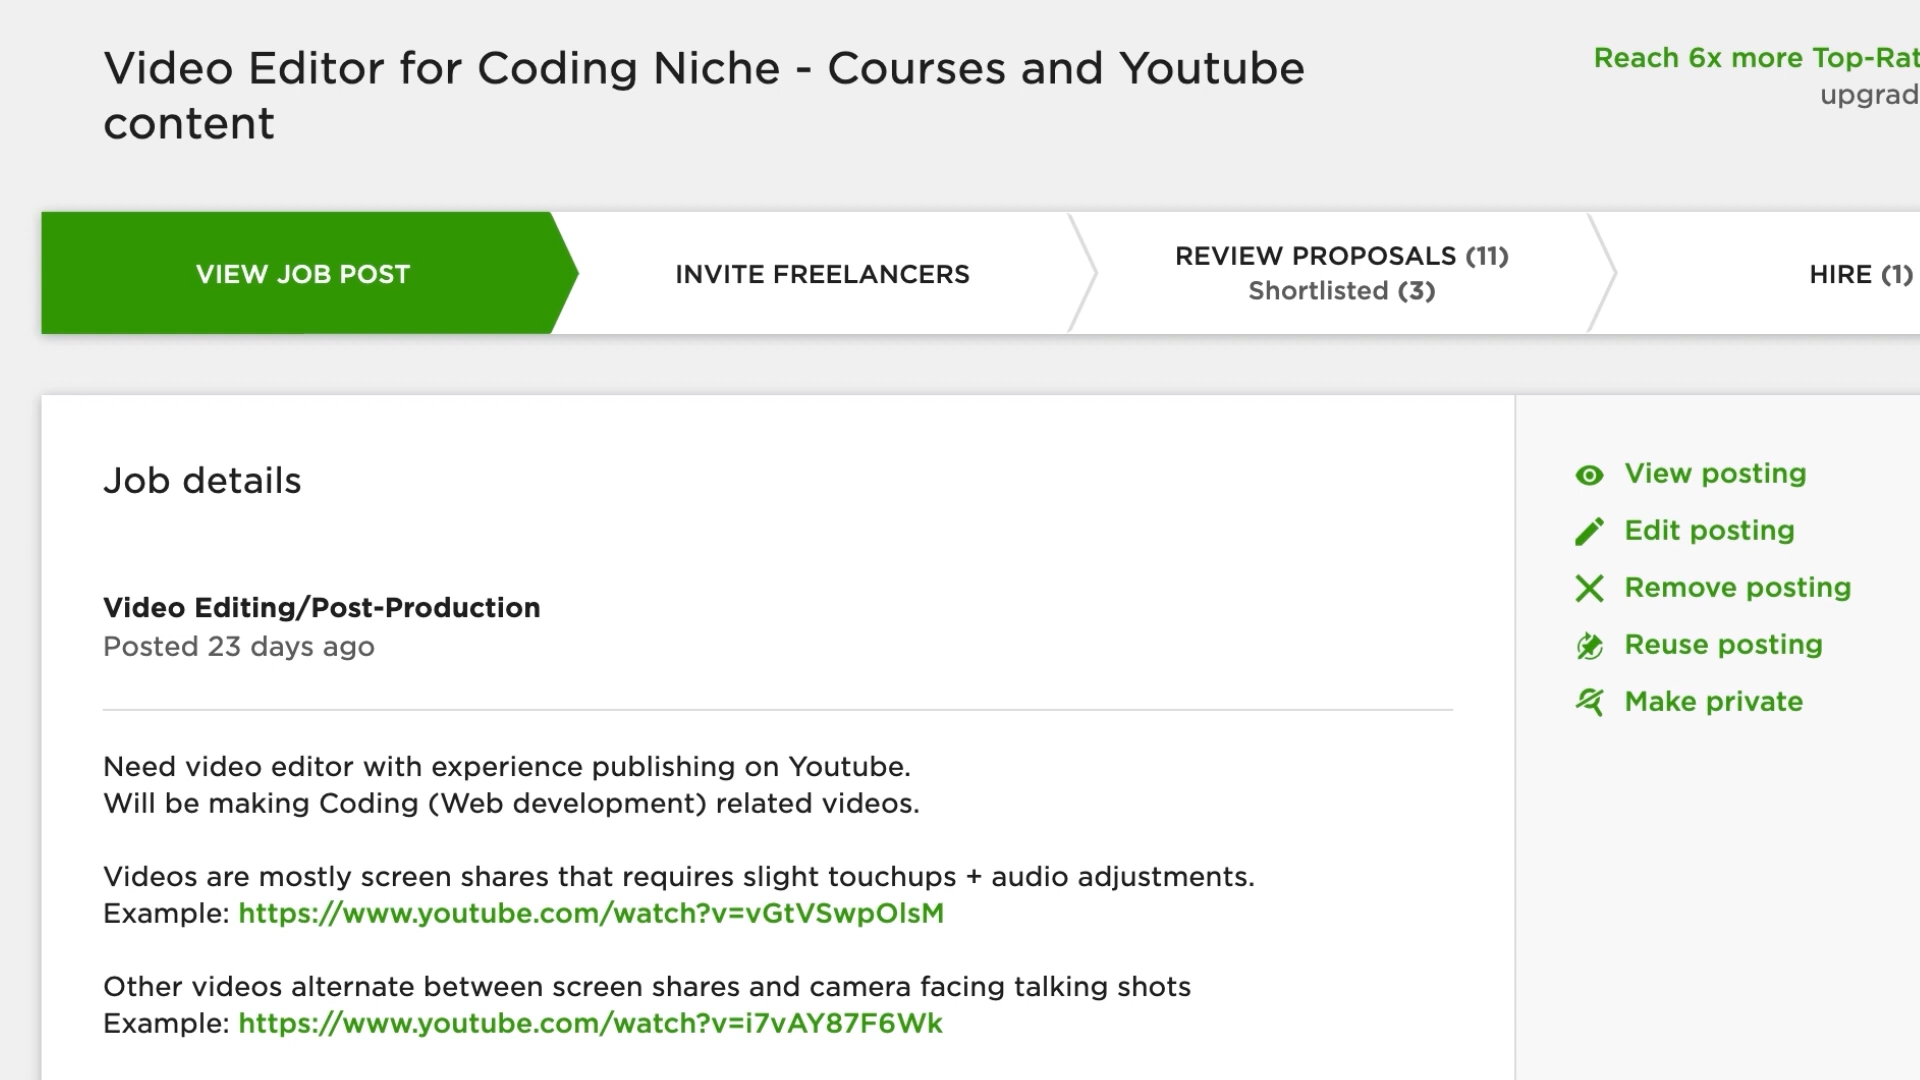 Video Editor for Coding Niche - Courses and Youtube
content
Reach 6x more Top-Rat
upgrad
VIEW JOB POST
INVITE FREELANCERS
REVIEW PROPOSALS (11)
Shortlisted (3)
HIRE (1)
Job details
Video Editing/Post-Production
Posted 23 days ago
Need video editor with experience publishing on Youtube.
Will be making Coding (Web development) related videos.
Videos are mostly screen shares that requires slight touchups + audio adjustments.
Example: https://www.youtube.com/watch?v=vGtVSwpOlsM
Other videos alternate between screen shares and camera facing talking shots
Example: https://www.youtube.com/watch?v=i7vAY87F6Wk
View posting
Edit posting
Remove posting
Reuse posting
Make private